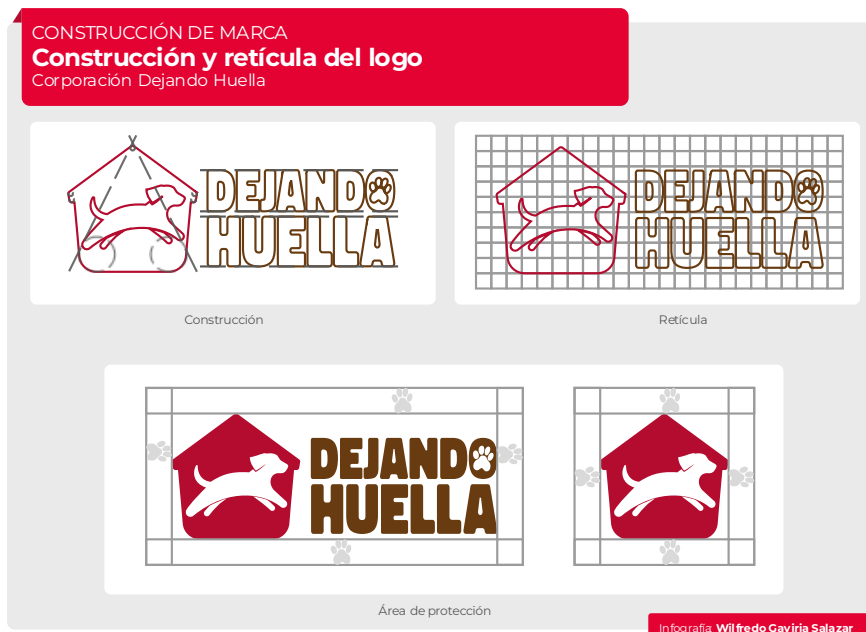 CONSTRUCCIÓN DE MARCA
Construcción y retícula del logo
Corporación Dejando Huella
DEJANDO
HUELLA
DEJANDO
HUELLA
Construcción
Retícula
DEJANDO
HUELLA
Área de protección
Infografía Wilfredo Gaviria Salazar